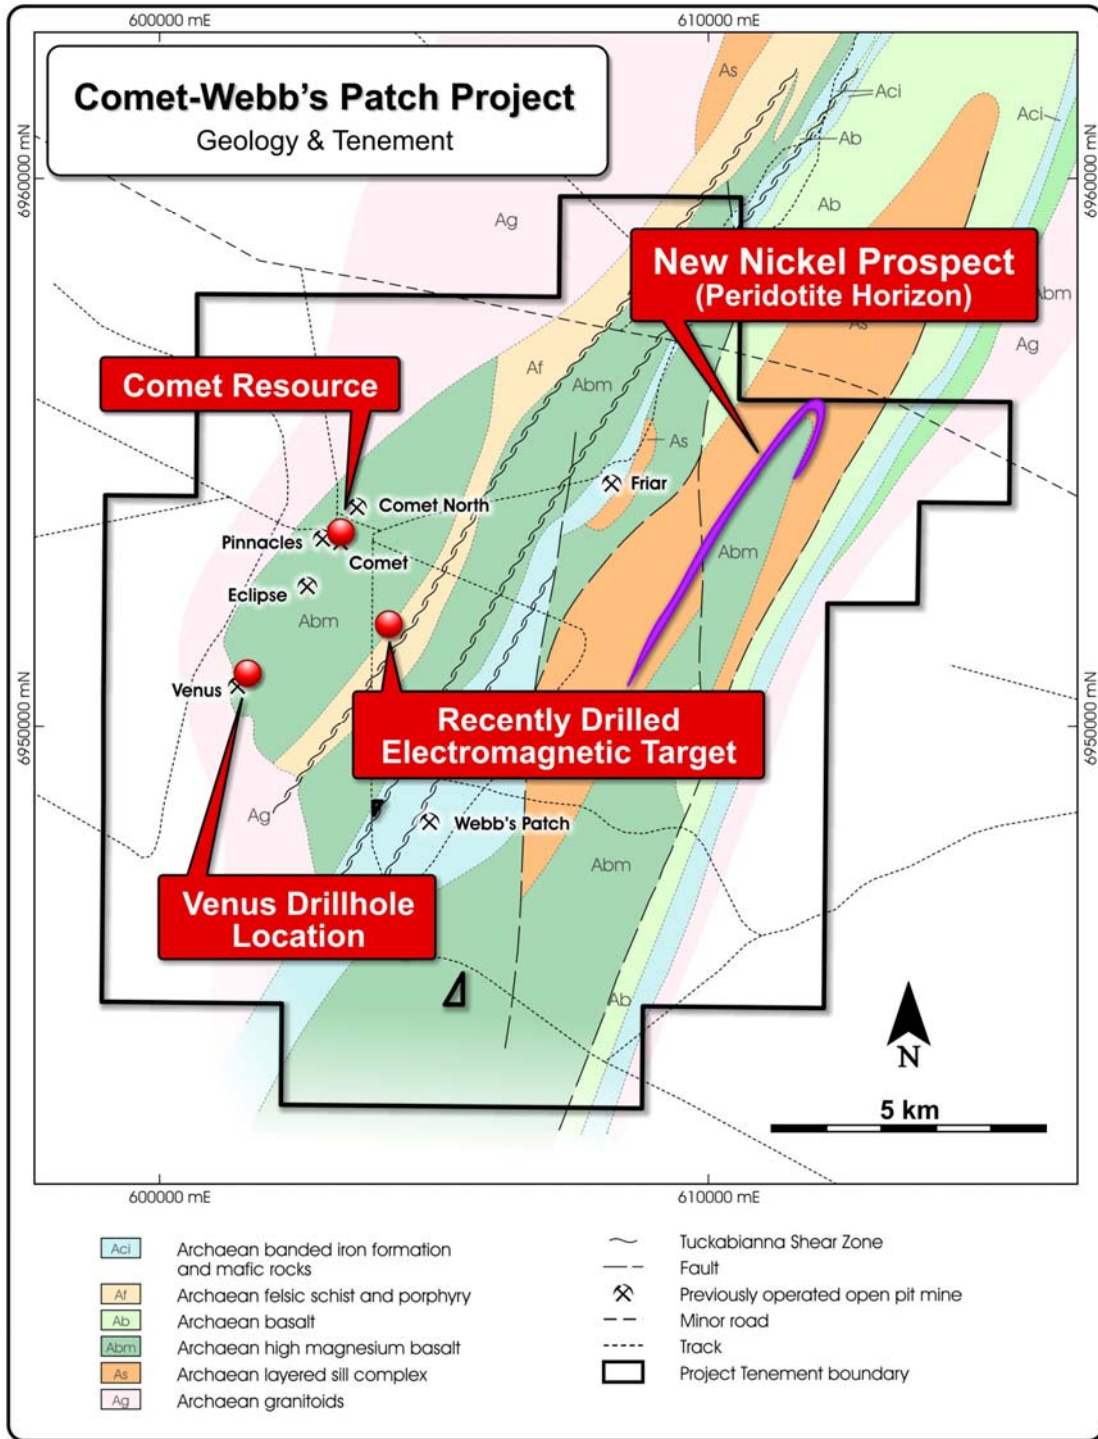 600000 mE
610000 mE
Comet-Webb's Patch Project
Geology & Tenement
6960000 mN
6960000 mN
As
Aci
Aci
Ab
Ab
Ag
New Nickel Prospect
(Peridotite Horizon)
Abm
As
Ag
Comet Resource
Af
Abm
As
Friar
Comet North
Pinnacles
Comet
Eclipse
Abm
Abm
Venus
6950000 mN
6950000 mN
Recently Drilled
Electromagnetic Target
Ag
Webb's Patch
Abm
Venus Drillhole
Location
Ab
N
5 km
600000 mE
610000 mE
Aci Archaean banded iron formation
and mafic rocks
Af Archaean felsic schist and porphyry
Ab Archaean basalt
Abm Archaean high magnesium basalt
As Archaean layered sill complex
Ag Archaean granitoids
Tuckabianna Shear Zone
Fault
Previously operated open pit mine
Minor road
Track
Project Tenement boundary